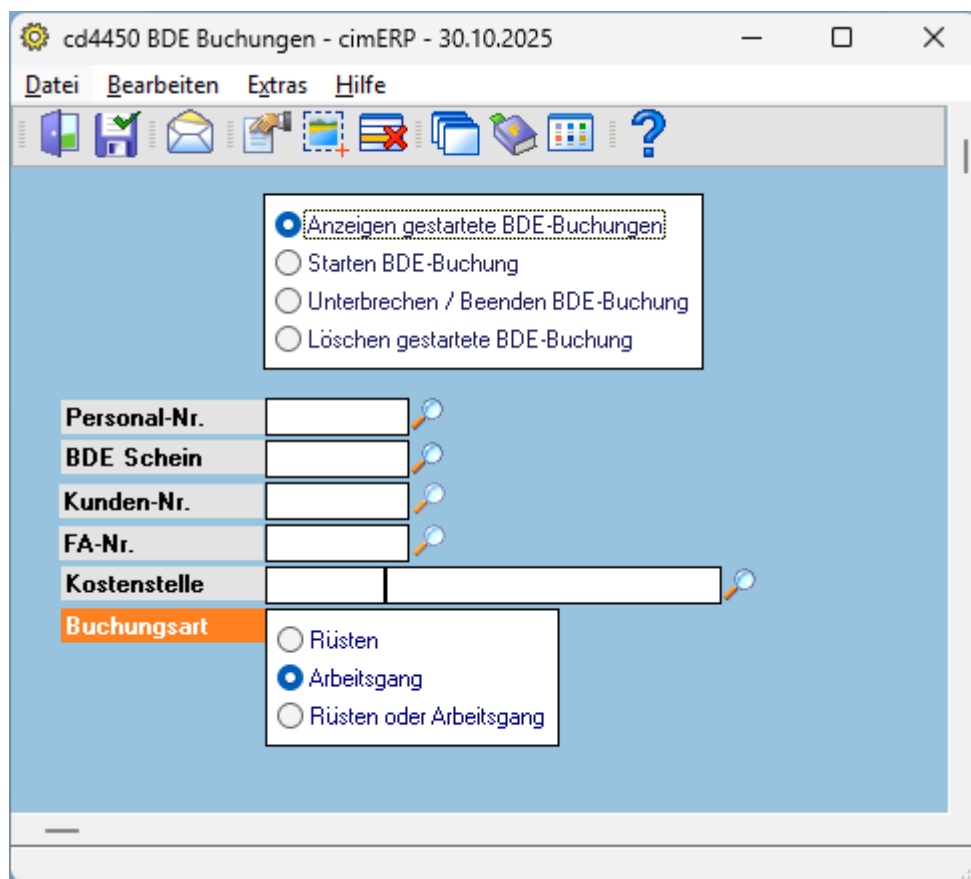 cd4450 BDE Buchungen - cimERP - 30.10.2025
Datei Bearbeiten Extras Hilfe
Anzeigen gestartete BDE-Buchungen
Starten BDE-Buchung
Unterbrechen / Beenden BDE-Buchung
Löschen gestartete BDE-Buchung
Personal-Nr.
BDE Schein
Kunden-Nr.
FA-Nr.
Kostenstelle
Buchungsart
Rüsten
Arbeitsgang
Rüsten oder Arbeitsgang